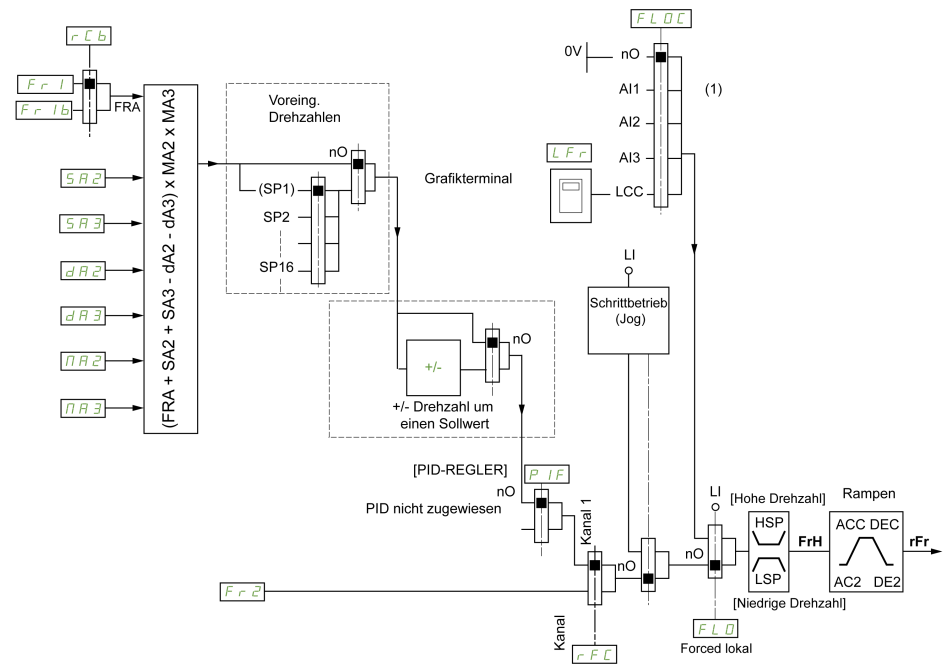 rCb
Fr1
Fr1b
FRA
SA2
SA3
dA2
dA3
MA2
MA3
(FRA + SA2 + SA3 - dA2 - dA3) x MA2 x MA3
Voreing.
Drehzahlen
nO
(SP1)
SP2
SP16
Grafikterminal
FLOC
0V
nO
AI1
(1)
AI2
AI3
LFr
LCC
LI
Schrittbetrieb
(Jog)
nO
+/-
+/- Drehzahl um
einen Sollwert
[PID-REGLER]
PIF
nO
PID nicht zugewiesen
Kanal 1
nO
Fr2
Kanal
rFC
LI
nO
FLO
Forced lokal
[Hohe Drehzahl]
HSP
LSP
[Niedrige Drehzahl]
FrH
Rampen
ACC DEC
AC2 DE2
rFr